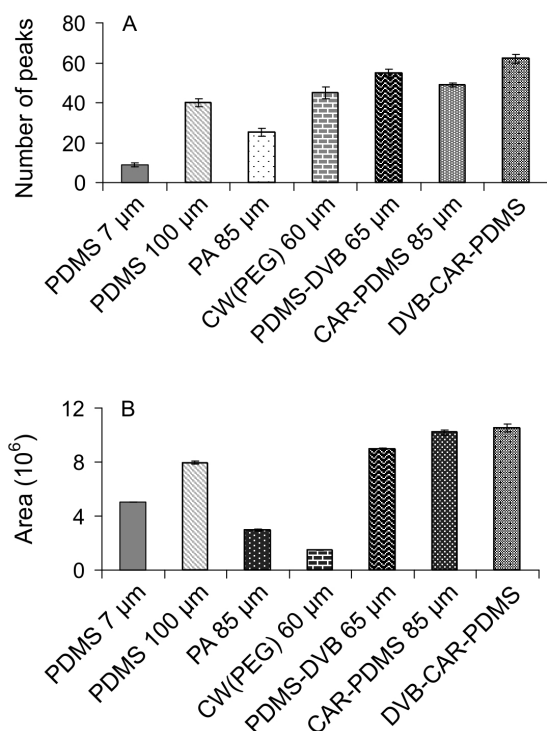 A
Number of peaks
80
60
40
20
0
PDMS 7 µm
PDMS 100 µm
PA 85 µm
CW(PEG) 60 µm
PDMS-DVB 65 µm
CAR-PDMS 85 µm
DVB-CAR-PDMS
B
Area (10⁶)
12
8
4
0
PDMS 7 µm
PDMS 100 µm
PA 85 µm
CW(PEG) 60 µm
PDMS-DVB 65 µm
CAR-PDMS 85 µm
DVB-CAR-PDMS